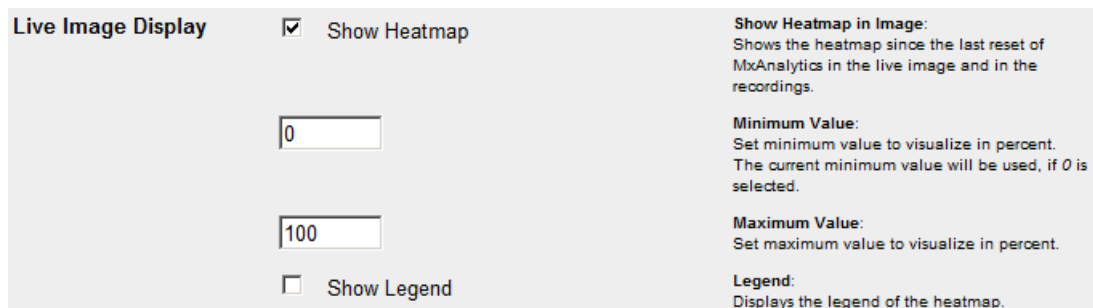 Live Image Display
Show Heatmap
Show Heatmap in Image:
Shows the heatmap since the last reset of
MxAnalytics in the live image and in the
recordings.
0
Minimum Value:
Set minimum value to visualize in percent.
The current minimum value will be used, if 0 is
selected.
100
Maximum Value:
Set maximum value to visualize in percent.
Show Legend
Legend:
Displays the legend of the heatmap.